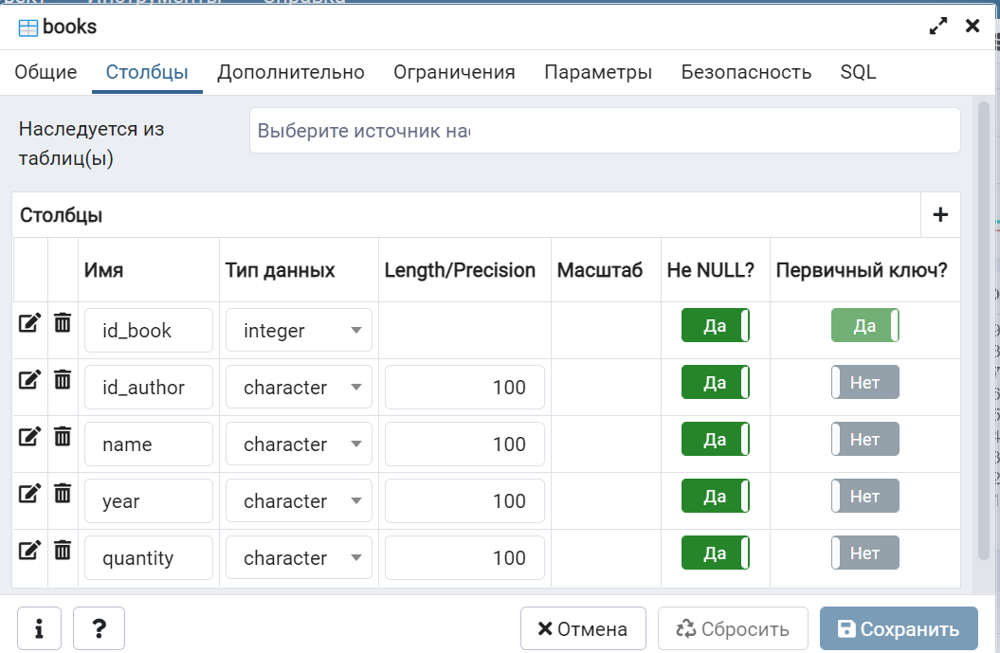 Инструменты Справка
books
Общие Столбцы Дополнительно Ограничения Параметры Безопасность SQL
Наследуется из
таблиц(ы)
Выберите источник
Столбцы
Имя Тип данных Length/Precision Масштаб Не NULL? Первичный ключ?
id_book integer Да Да
id_author character 100 Да Нет
name character 100 Да Нет
year character 100 Да Нет
quantity character 100 Да Нет
i ? Отмена Сбросить Сохранить